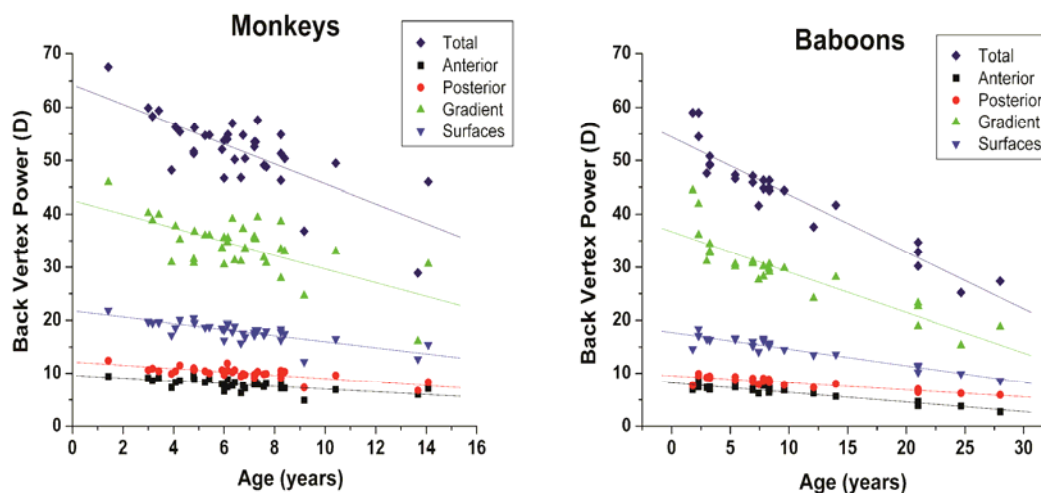 Monkeys
Back Vertex Power (D)
70
60
50
40
30
20
10
0
Total
Anterior
Posterior
Gradient
Surfaces
0 2 4 6 8 10 12 14 16
Age (years)
Baboons
Back Vertex Power (D)
70
60
50
40
30
20
10
0
Total
Anterior
Posterior
Gradient
Surfaces
0 5 10 15 20 25 30
Age (years)